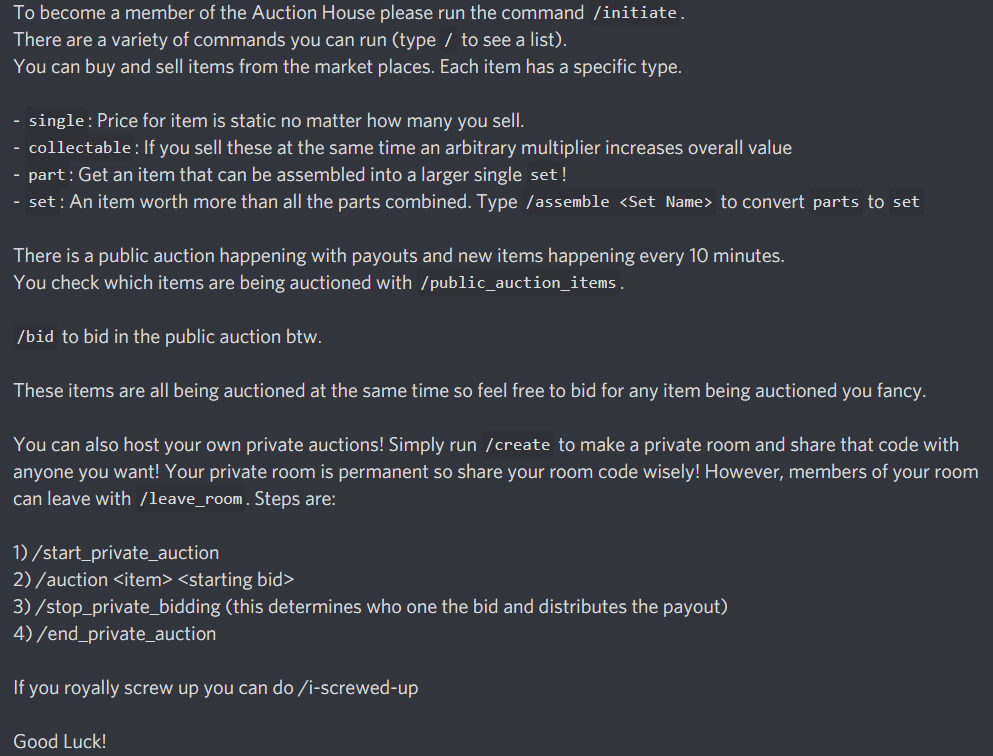 To become a member of the Auction House please run the command /initiate.
There are a variety of commands you can run (type / to see a list).
You can buy and sell items from the market places. Each item has a specific type.
- single: Price for item is static no matter how many you sell.
- collectable: If you sell these at the same time an arbitrary multiplier increases overall value
- part: Get an item that can be assembled into a larger single set!
- set: An item worth more than all the parts combined. Type /assemble <Set Name> to convert parts to set
There is a public auction happening with payouts and new items happening every 10 minutes.
You check which items are being auctioned with /public_auction_items.
/bid to bid in the public auction btw.
These items are all being auctioned at the same time so feel free to bid for any item being auctioned you fancy.
You can also host your own private auctions! Simply run /create to make a private room and share that code with
anyone you want! Your private room is permanent so share your room code wisely! However, members of your room
can leave with /leave_room. Steps are:
1) /start_private_auction
2) /auction <item> <starting bid>
3) /stop_private_bidding (this determines who one the bid and distributes the payout)
4) /end_private_auction
If you royally screw up you can do /i-screwed-up
Good Luck!